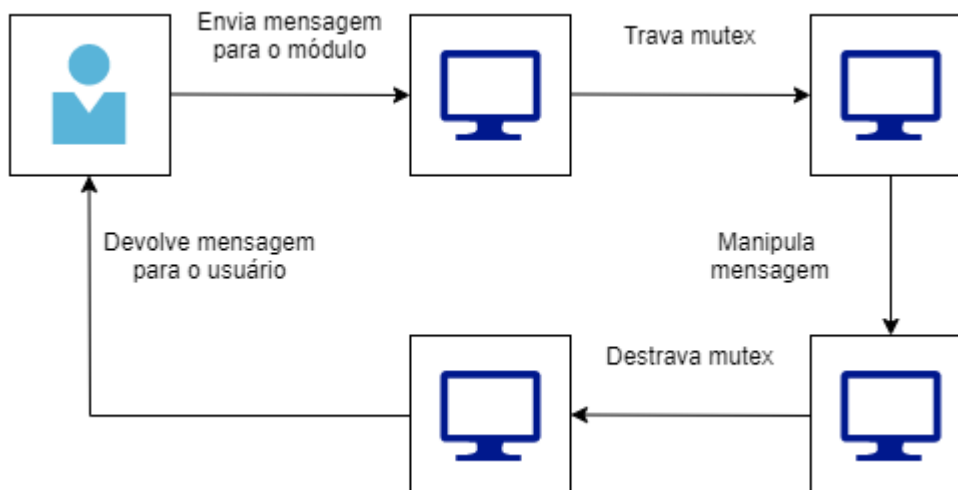 Envia mensagem
para o módulo
Trava mutex
Devolve mensagem
para o usuário
Manipula
mensagem
Destrava mutex